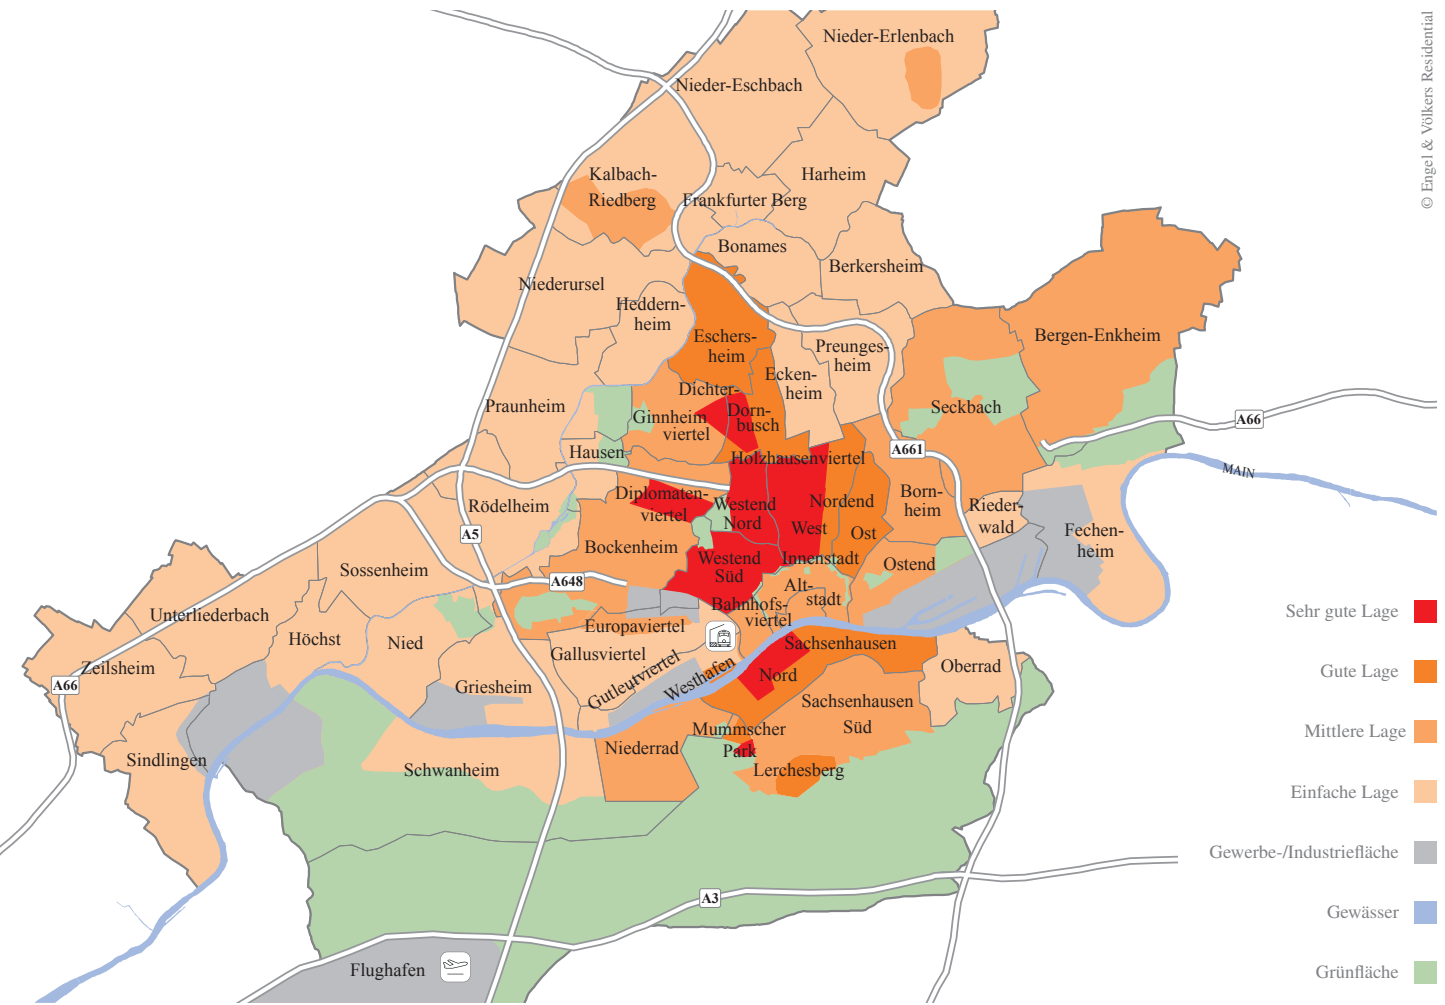 Nieder-Erlenbach
© Engel & Völkers Residential
Nieder-Eschbach
Kalbach-
Riedberg
Harheim
Frankfurter Berg
Bonames
Berkersheim
Niederursel
Heddern-
heim
Eschers-
heim
Preunges-
heim
Bergen-Enkheim
Ecken-
heim
Dichter-
viertel
Praunheim
Ginnheim
Dorn-
busch
Seckbach
A66
Hausen
Holzhausenviertel
A661
MAIN
Rödelheim
Diplomaten-
viertel
Westend
Nord
Nordend
West
Ost
Born-
heim
Rieder-
wald
Fechen-
heim
A5
Bockenheim
Westend
Süd
Innenstadt
Ostend
Sossenheim
A648
Alt-
stadt
Unterliederbach
Höchst
Nied
Europaviertel
Bahnhofs-
viertel
Zeilsheim
Gallusviertel
Sachsenhausen
Nord
Oberrad
A66
Griesheim
Gutleutviertel
Westhafen
Sachsenhausen
Süd
Sindlingen
Schwanheim
Niederrad
Mummscher
Park
Lerchesberg
A3
Flughafen
Sehr gute Lage
Gute Lage
Mittlere Lage
Einfache Lage
Gewerbe-/Industriefläche
Gewässer
Grünfläche